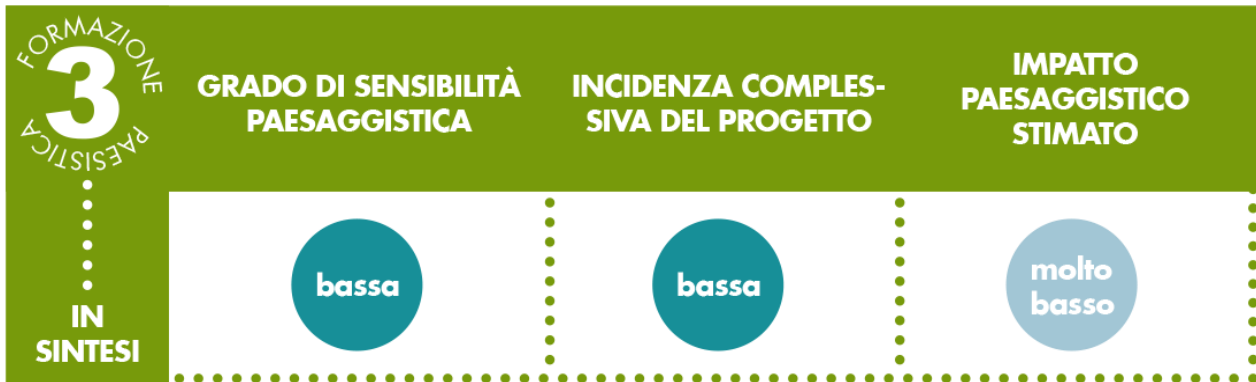 FORMAZIONE
3
PAESISTICA
IN
SINTESI
GRADO DI SENSIBILITÀ
PAESAGGISTICA
INCIDENZA COMPLES-
SIVA DEL PROGETTO
IMPATTO
PAESAGGISTICO
STIMATO
bassa
bassa
molto
basso